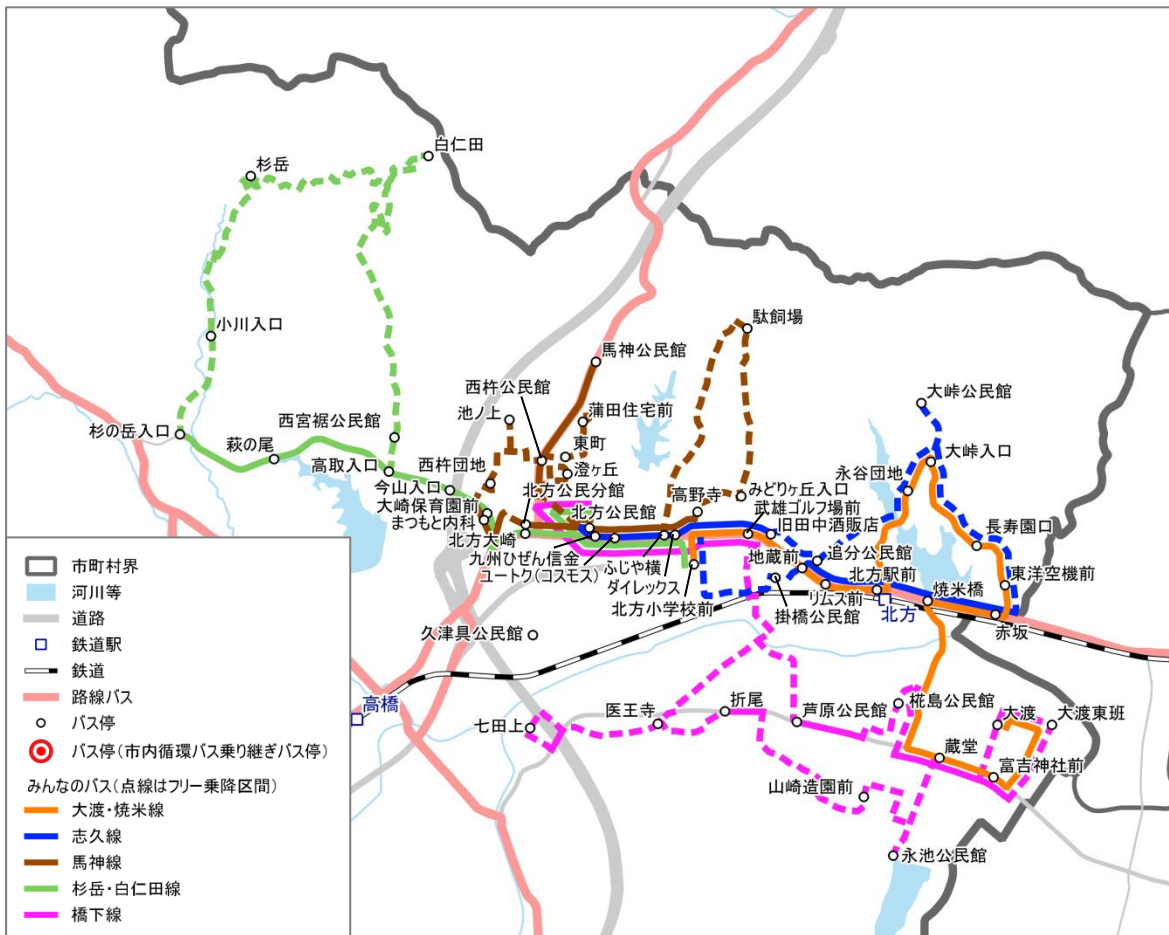 白仁田
杉岳
駄飼場
小川入口
馬神公民館
西杵公民館
池ノ上
蒲田住宅前
大峠公民館
杉の岳入口
萩の尾
西宮裾公民館
東町
澄ヶ丘
大峠入口
永谷団地
高取入口
西杵団地
今山入口
北方公民分館
高野寺
みどりヶ丘入口
大崎保育園前
北方公民館
武雄ゴルフ場前
まつもと内科
旧田中酒販店
長寿園口
北方大崎
追分公民館
九州ひぜん信金
ふじや横
地蔵前
北方駅前
東洋空機前
ユートク(コスモス)
ダイレックス
リムス前
焼米橋
北方小学校前
掛橋公民館
北方
赤坂
久津具公民館
高橋
七田上
医王寺
折尾
芦原公民館
椛島公民館
大渡
大渡東班
蔵堂
富吉神社前
山崎造園前
永池公民館
市町村界
河川等
道路
鉄道駅
鉄道
路線バス
バス停
バス停(市内循環バス乗り継ぎバス停)
みんなのバス(点線はフリー乗降区間)
大渡・焼米線
志久線
馬神線
杉岳・白仁田線
橋下線